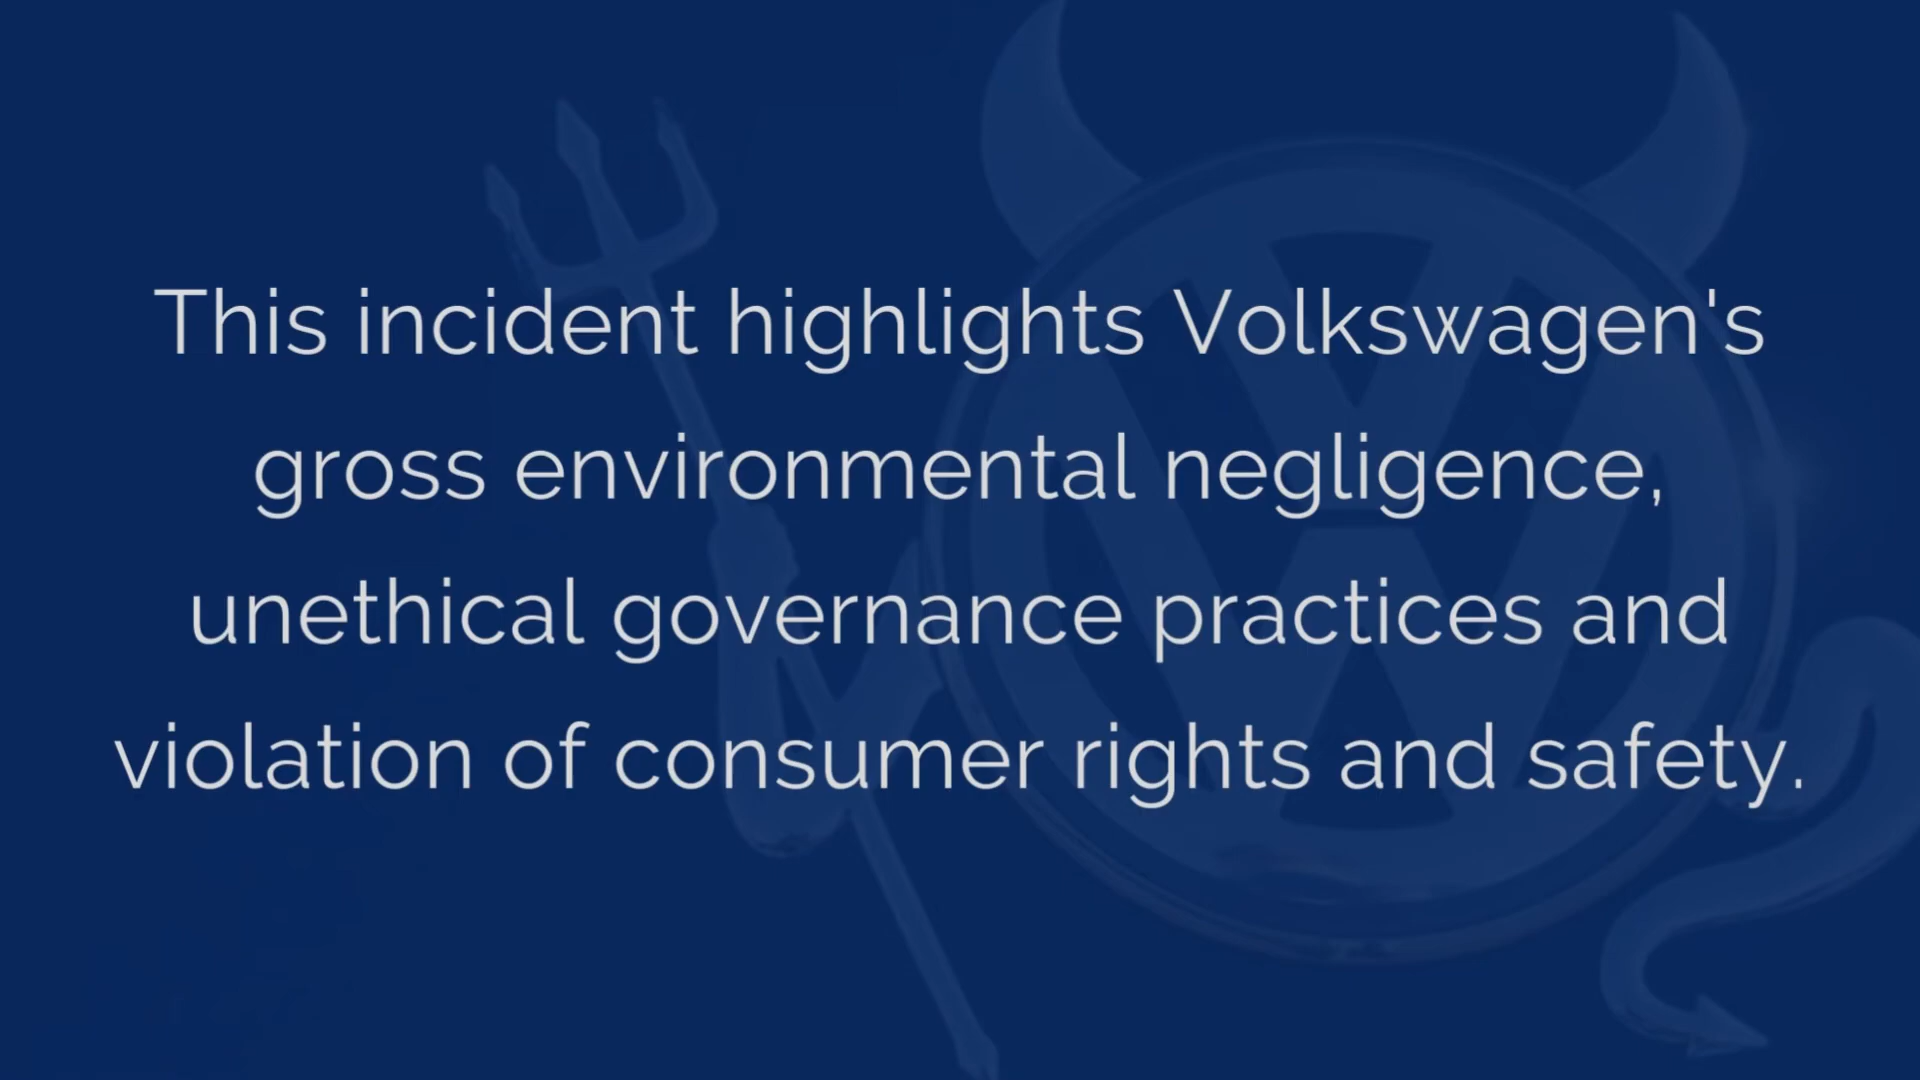 This incident highlights Volkswagen's
gross environmental negligence,
unethical governance practices and
violation of consumer rights and safety.